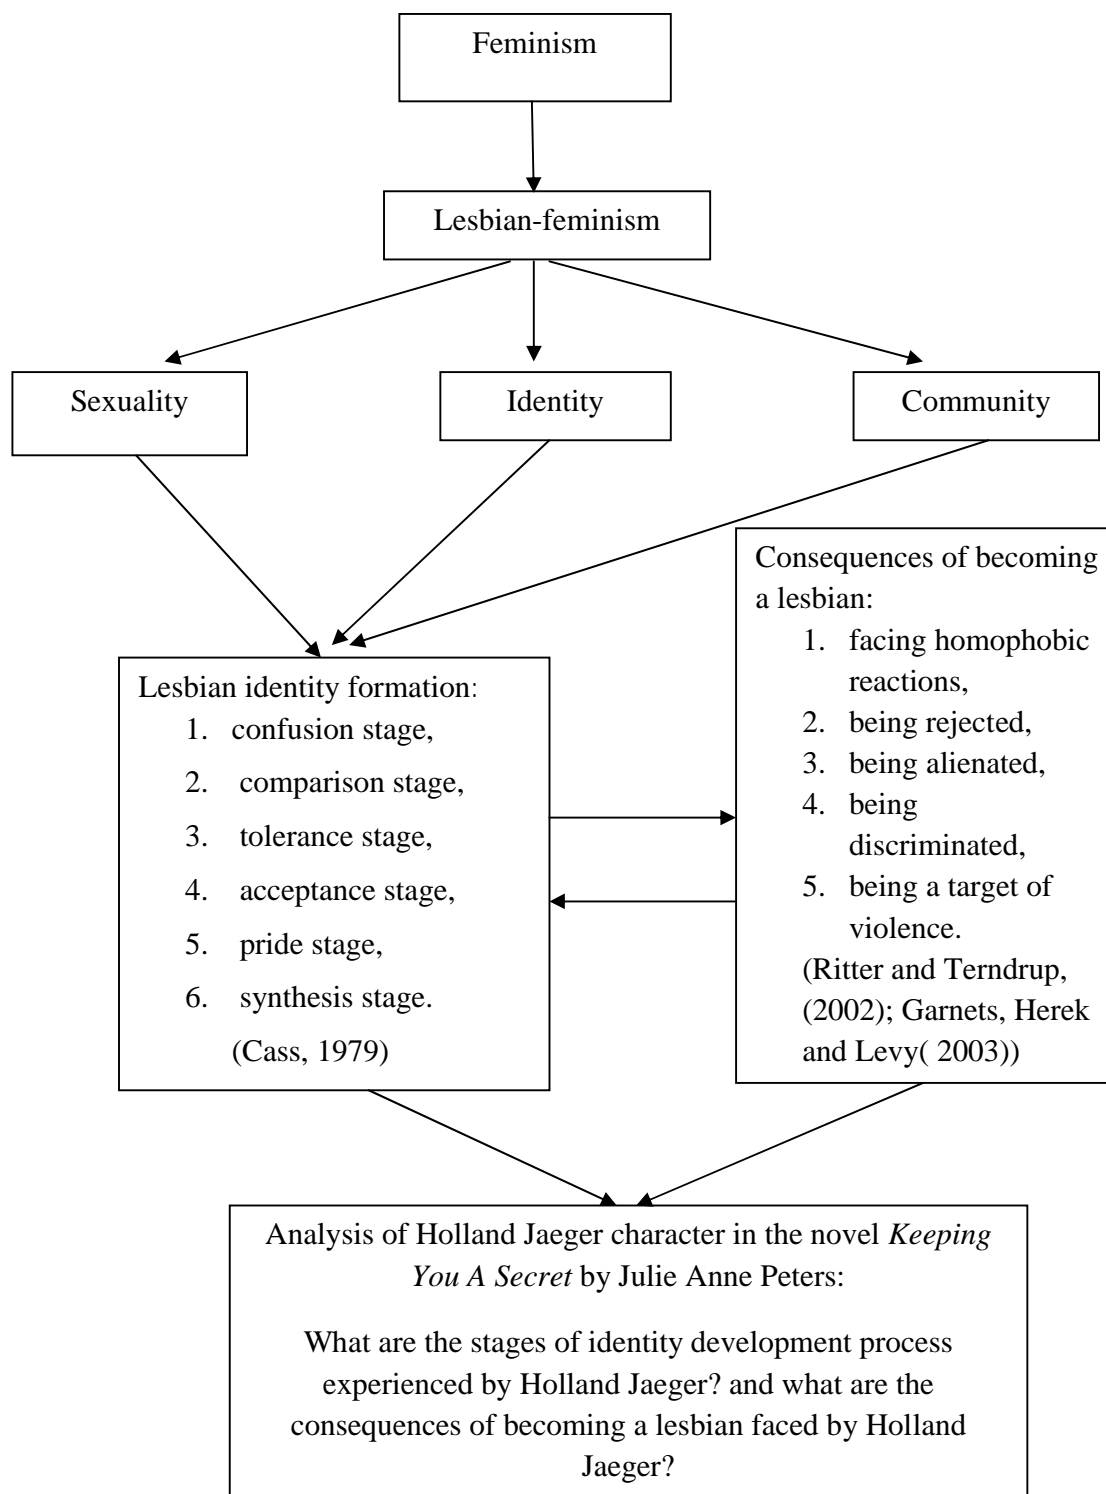 Feminism
Lesbian-feminism
Sexuality
Identity
Community
Lesbian identity formation:
1. confusion stage,
2. comparison stage,
3. tolerance stage,
4. acceptance stage,
5. pride stage,
6. synthesis stage.
(Cass, 1979)
Consequences of becoming
a lesbian:
1. facing homophobic
reactions,
2. being rejected,
3. being alienated,
4. being
discriminated,
5. being a target of
violence.
(Ritter and Terndrup,
(2002); Garnets, Herek
and Levy( 2003))
Analysis of Holland Jaeger character in the novel Keeping
You A Secret by Julie Anne Peters:
What are the stages of identity development process
experienced by Holland Jaeger? and what are the
consequences of becoming a lesbian faced by Holland
Jaeger?